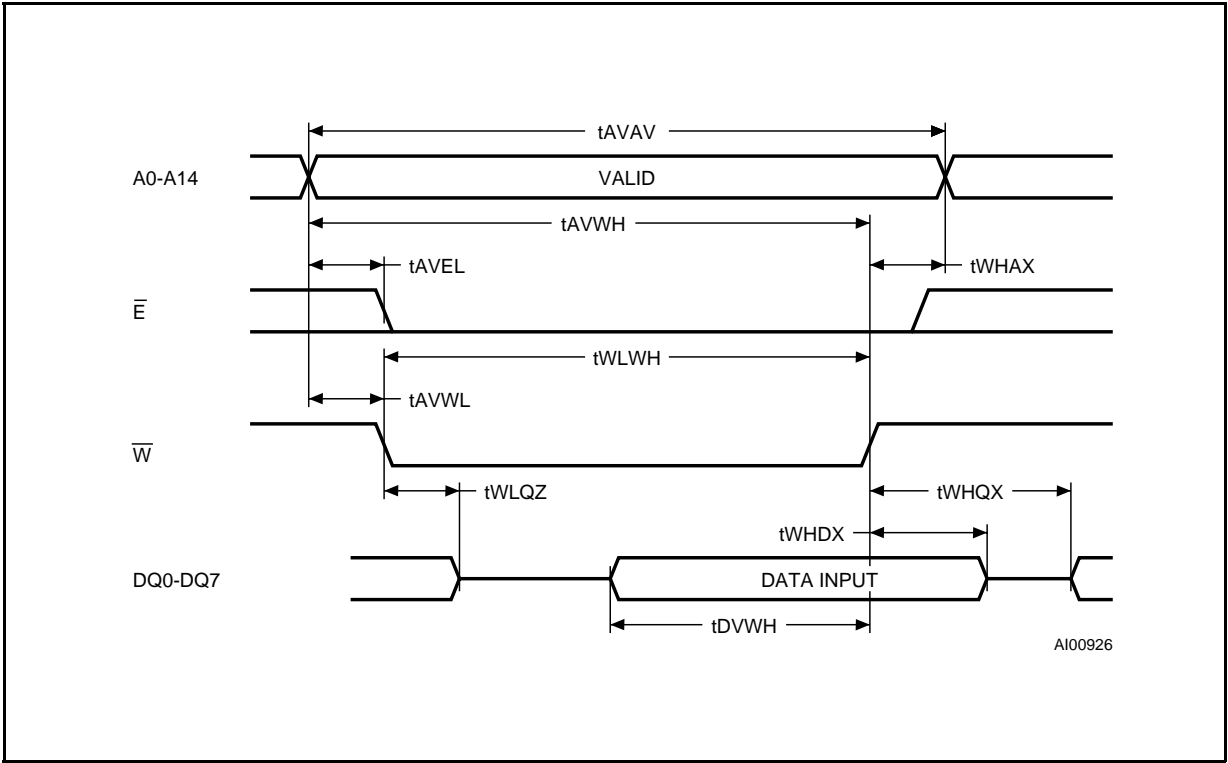 tAVAV
A0-A14
VALID
tAVWH
tAVEL
tWHAX
E̅
tWLWH
tAVWL
W̅
tWLQZ
tWHQX
tWHDX
DQ0-DQ7
DATA INPUT
tDVWH
AI00926